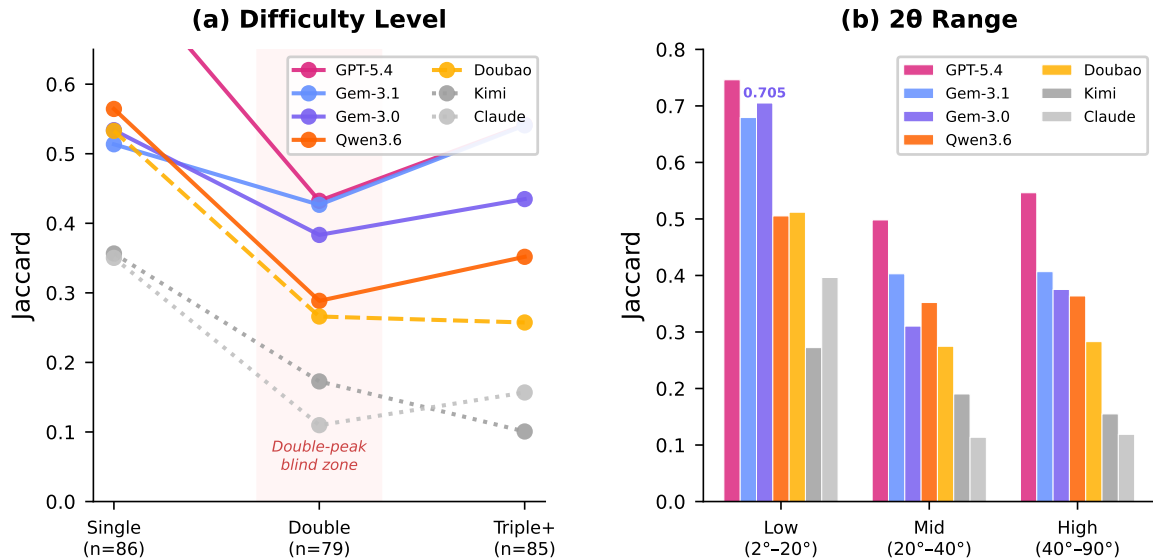 (a) Difficulty Level
Jaccard
0.6
0.5
0.4
0.3
0.2
0.1
0.0
GPT-5.4
Gem-3.1
Gem-3.0
Qwen3.6
Doubao
Kimi
Claude
Double-peak
blind zone
Single
(n=86)
Double
(n=79)
Triple+
(n=85)
(b) 2θ Range
Jaccard
0.8
0.7
0.6
0.5
0.4
0.3
0.2
0.1
0.0
0.705
GPT-5.4
Gem-3.1
Gem-3.0
Qwen3.6
Doubao
Kimi
Claude
Low
(2°–20°)
Mid
(20°–40°)
High
(40°–90°)